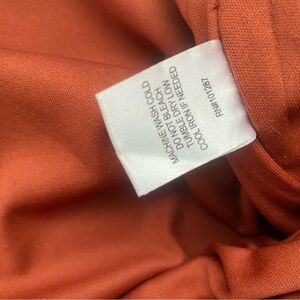 MACHINE WASH COLD
DO NOT BLEACH
TUMBLE DRY LOW
COOL IRON IF NEEDED
RN#101287